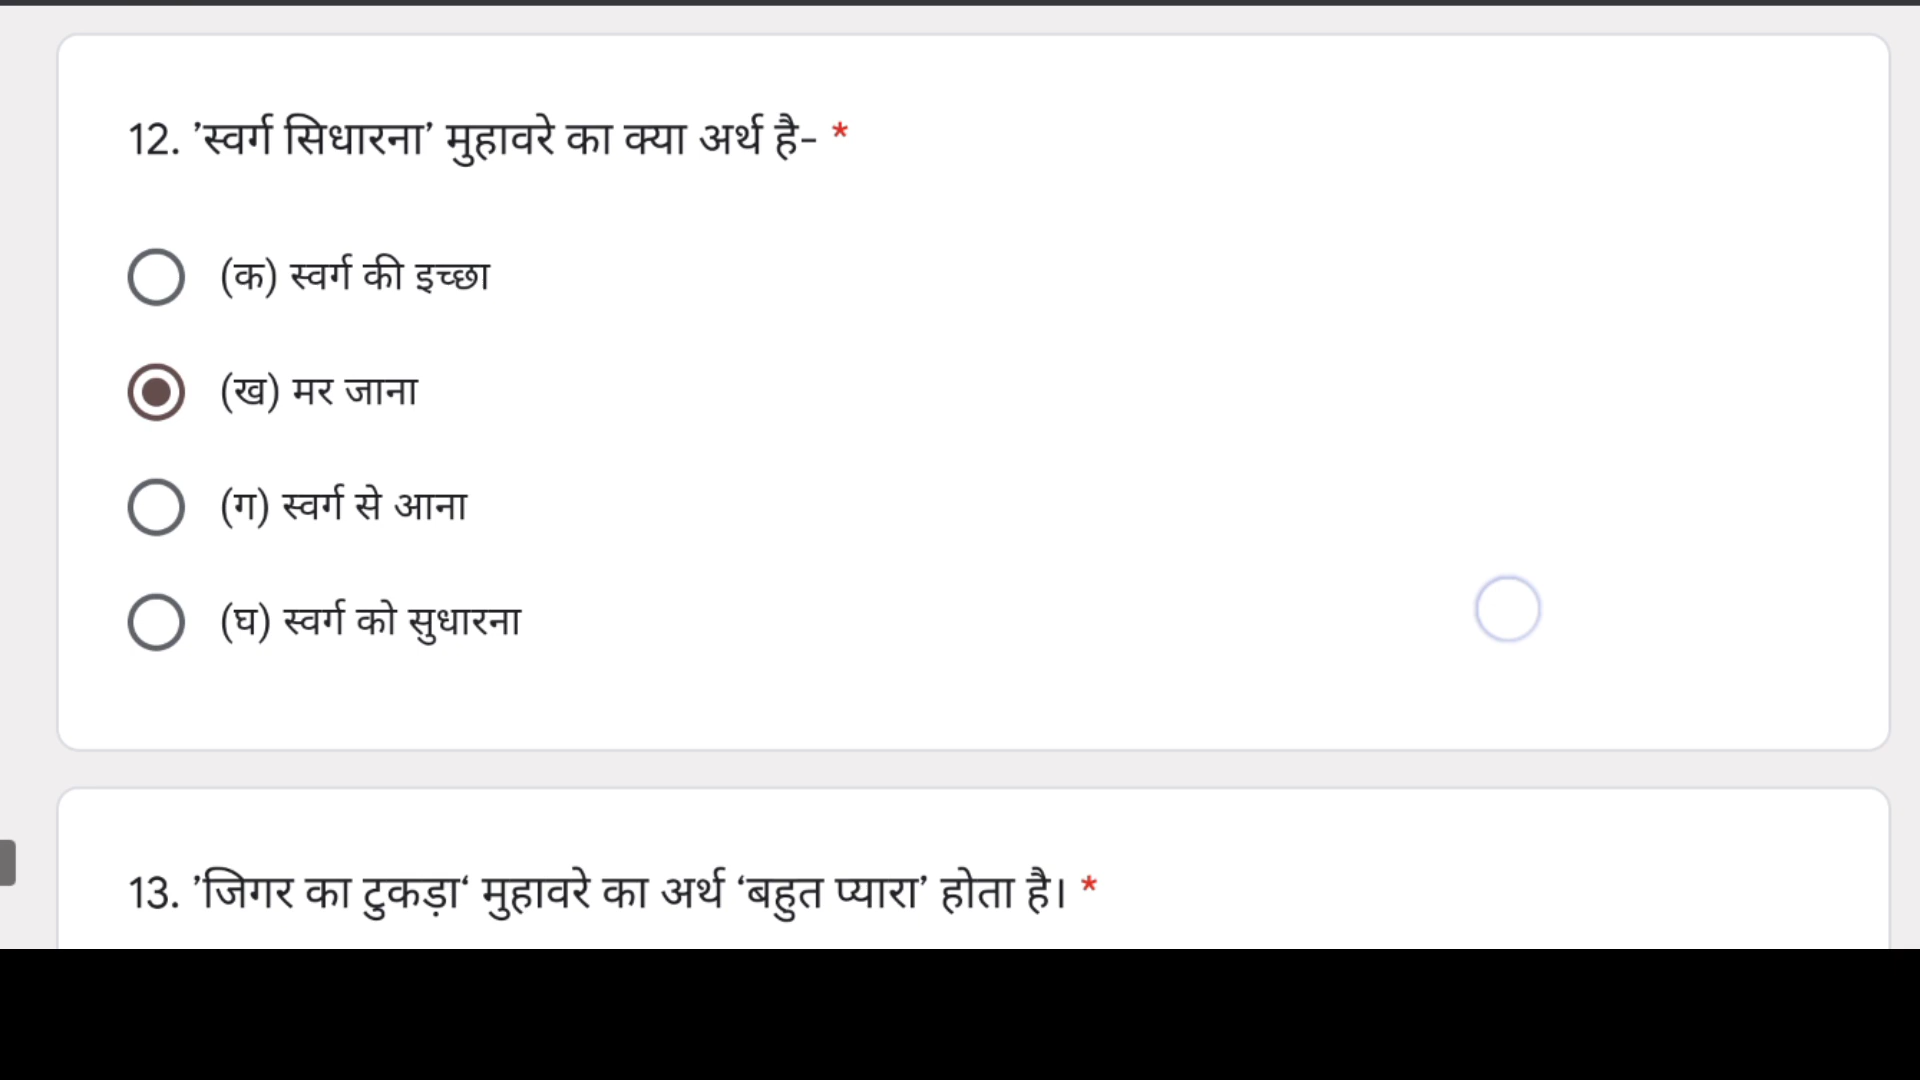 12. ’स्वर्ग सिधारना’ मुहावरे का क्या अर्थ है- *
(क) स्वर्ग की इच्छा
(ख) मर जाना
(ग) स्वर्ग से आना
(घ) स्वर्ग को सुधारना
13. ’जिगर का टुकड़ा‘ मुहावरे का अर्थ ‘बहुत प्यारा’ होता है। *